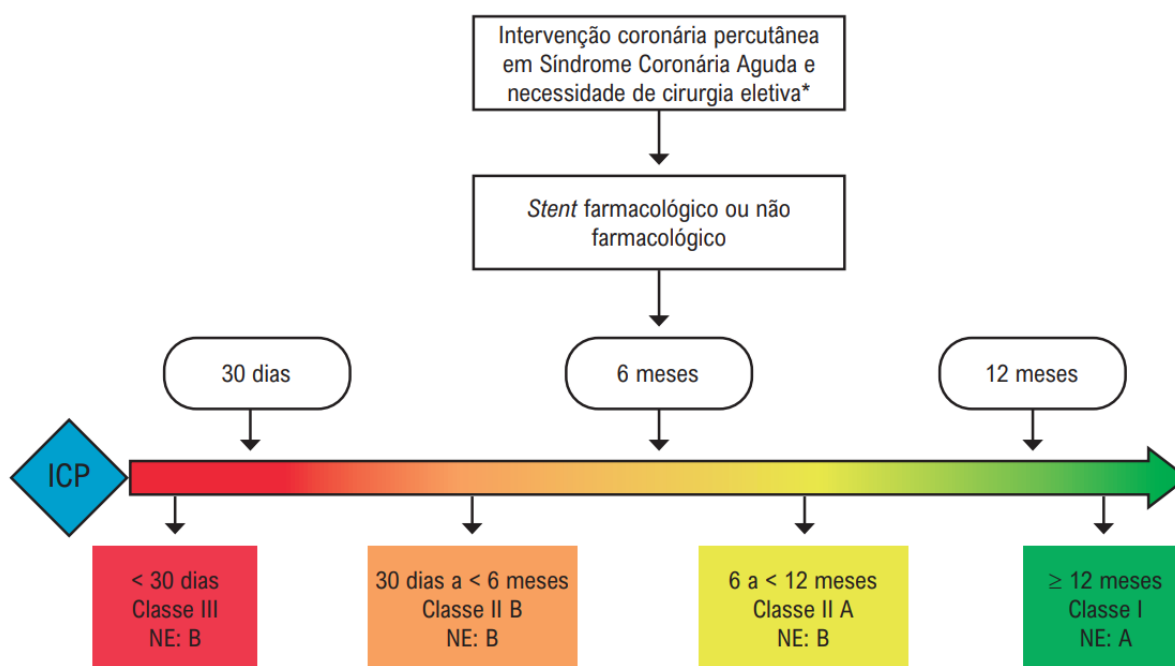 Intervenção coronária percutânea
em Síndrome Coronária Aguda e
necessidade de cirurgia eletiva*
Stent farmacológico ou não
farmacológico
30 dias
6 meses
12 meses
ICP
< 30 dias
Classe III
NE: B
30 dias a < 6 meses
Classe II B
NE: B
6 a < 12 meses
Classe II A
NE: B
≥ 12 meses
Classe I
NE: A